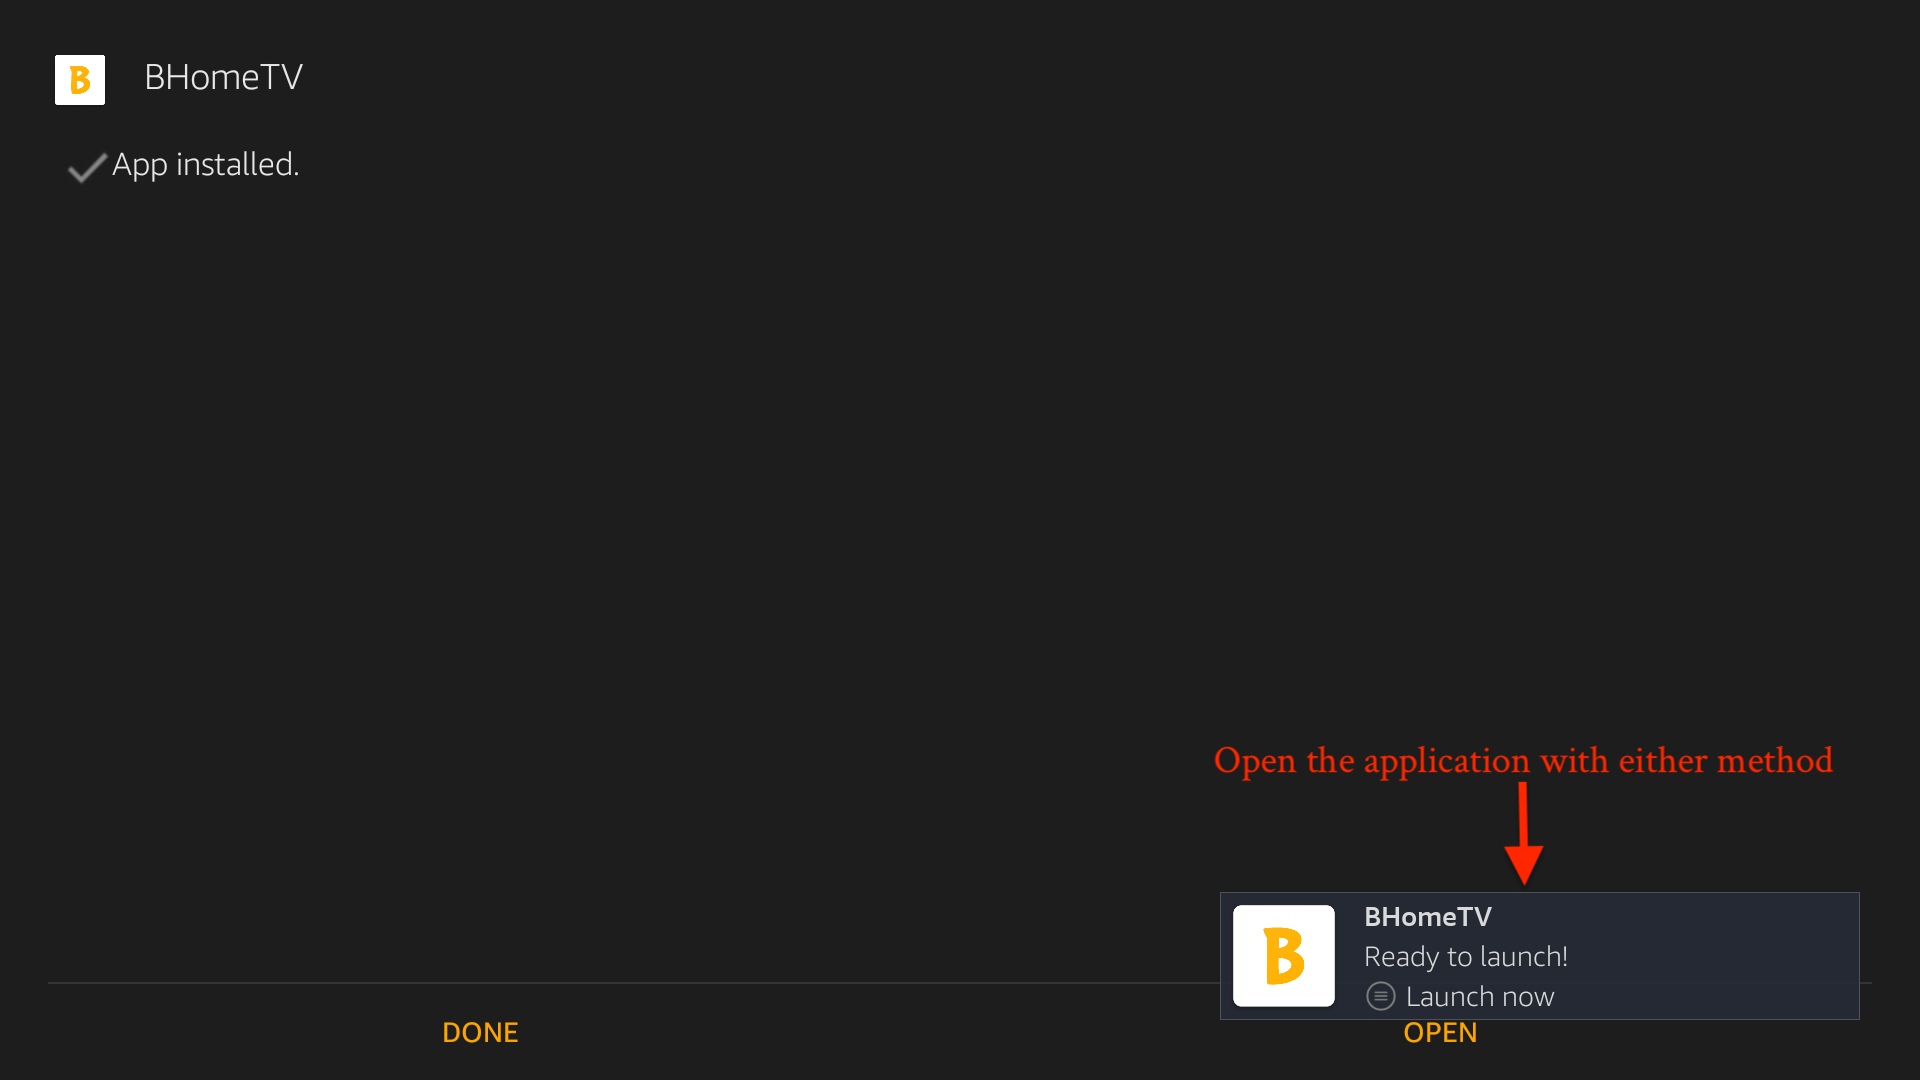 B
BHomeTV
App installed.
Open the application with either method
B
BHomeTV
Ready to launch!
Launch now
DONE
OPEN